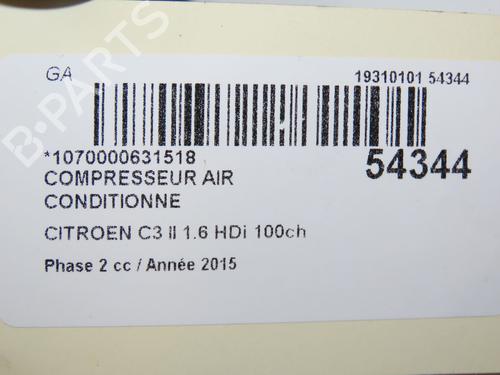 B-PARTS
GA
19310101 54344
*1070000631518
54344
COMPRESSEUR AIR
CONDITIONNE
CITROEN C3 II 1.6 HDi 100ch
Phase 2 cc / Année 2015